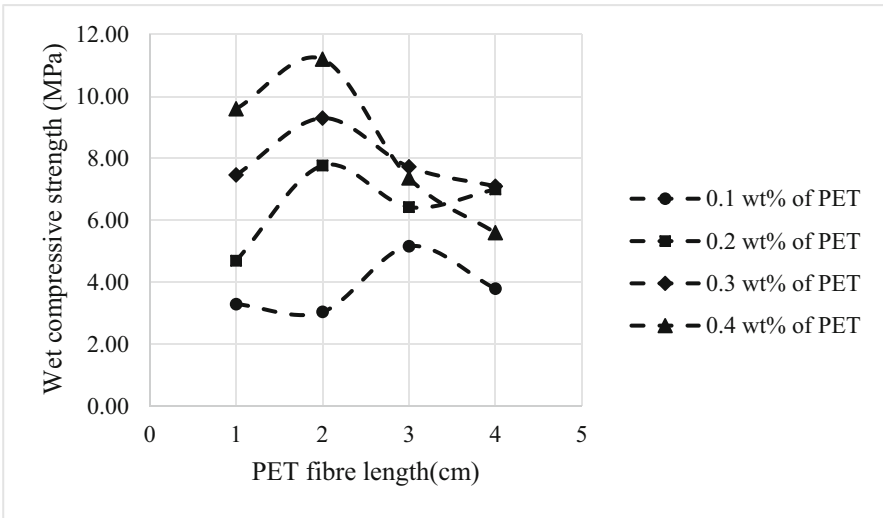 Wet compressive strength (MPa)
12.00
10.00
8.00
6.00
4.00
2.00
0.00
0 1 2 3 4 5
PET fibre length(cm)
0.1 wt% of PET
0.2 wt% of PET
0.3 wt% of PET
0.4 wt% of PET